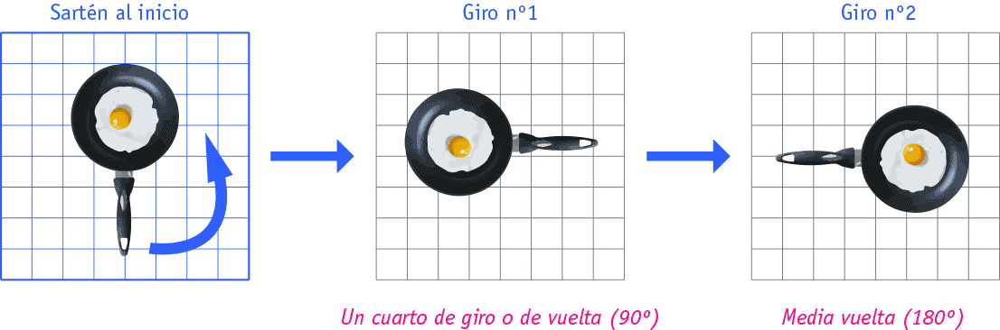 Sartén al inicio
Giro nº1
Giro nº2
Un cuarto de giro o de vuelta (90º)
Media vuelta (180º)